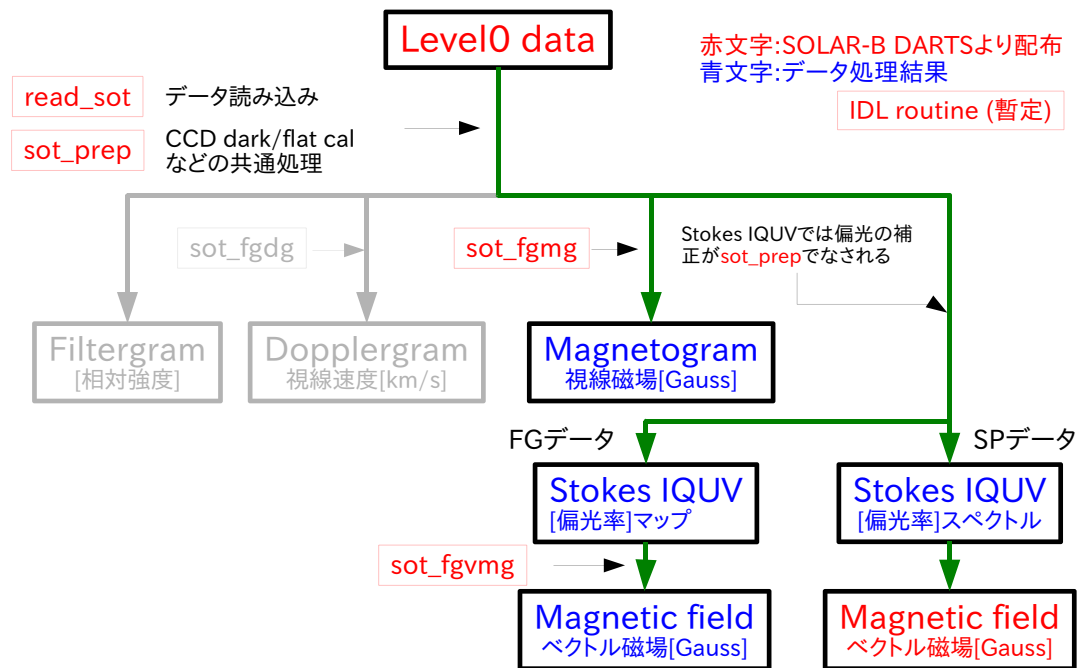 Level0 data
赤文字:SOLAR-B DARTSより配布
青文字:データ処理結果
IDL routine (暫定)
read_sot
データ読み込み
sot_prep
CCD dark/flat cal
などの共通処理
sot_fgdg
sot_fgmg
Stokes IQUVでは偏光の補
正がsot_prepでなされる
Filtergram
[相対強度]
Dopplergram
視線速度[km/s]
Magnetogram
視線磁場[Gauss]
FGデータ
SPデータ
Stokes IQUV
[偏光率]マップ
Stokes IQUV
[偏光率]スペクトル
sot_fgvmg
Magnetic field
ベクトル磁場[Gauss]
Magnetic field
ベクトル磁場[Gauss]